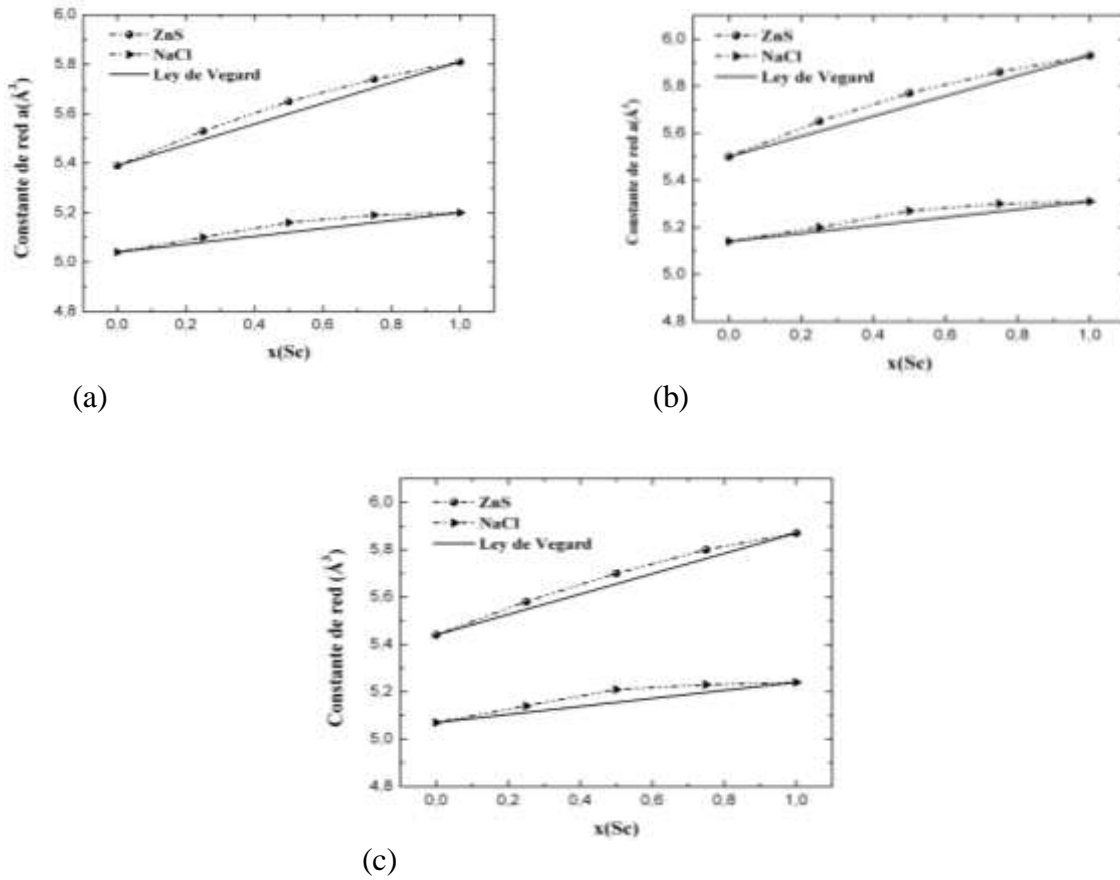 6,0
5,8
5,6
5,4
5,2
5,0
4,8
Constante de red a(Å³)
ZnS
NaCl
Ley de Vegard
0,0 0,2 0,4 0,6 0,8 1,0
x(Sc)
(a)
6,0
5,8
5,6
5,4
5,2
5,0
4,8
Constante de red a(Å³)
ZnS
NaCl
Ley de Vegard
0,0 0,2 0,4 0,6 0,8 1,0
x(Sc)
(b)
6,0
5,8
5,6
5,4
5,2
5,0
4,8
Constante de red (Å³)
ZnS
NaCl
Ley de Vegard
0,0 0,2 0,4 0,6 0,8 1,0
x(Sc)
(c)